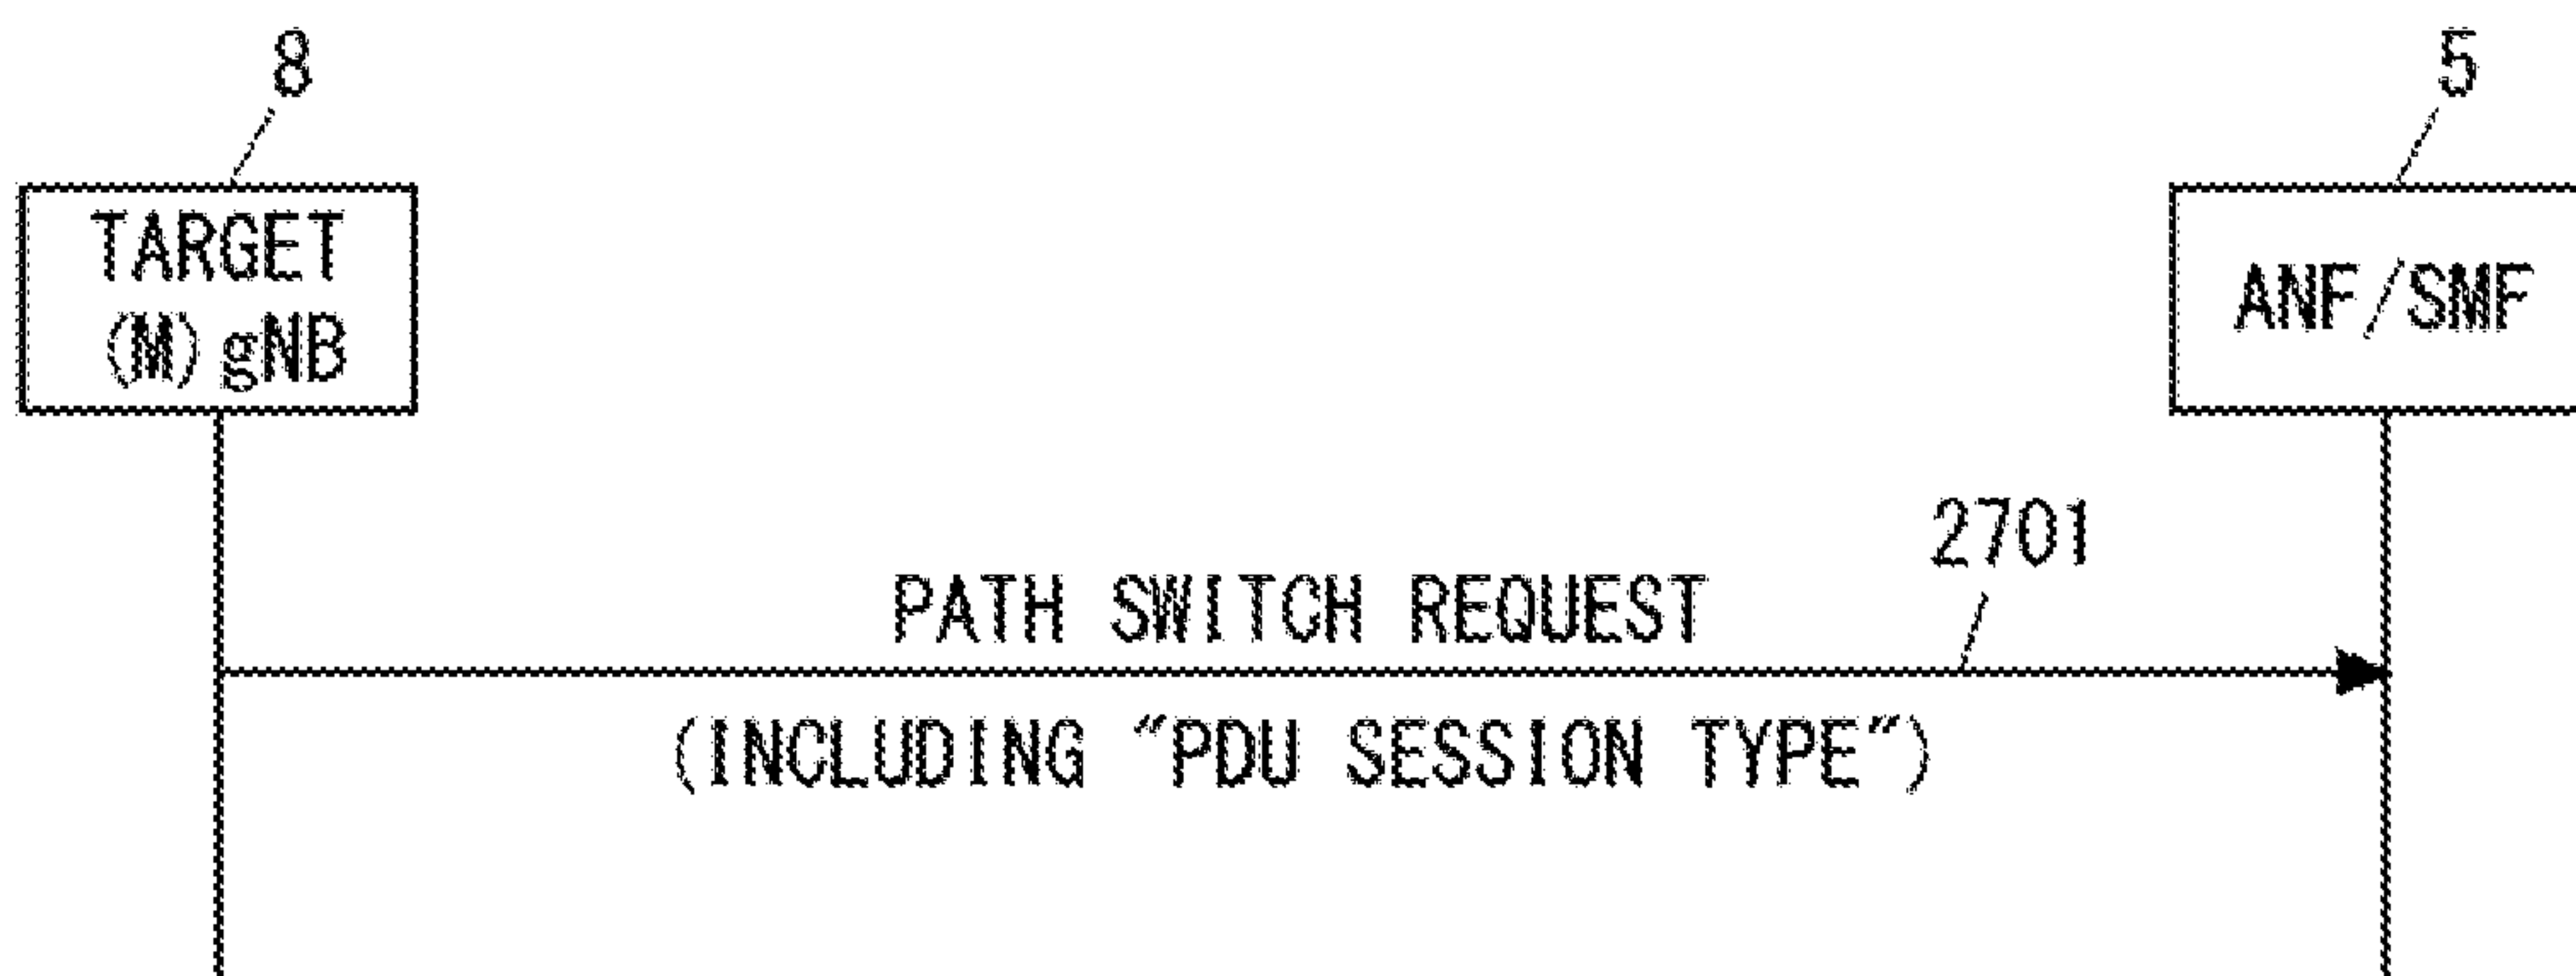 8
5
TARGET
(M)gNB
ANF/SMF
2701
PATH SWITCH REQUEST
(INCLUDING "PDU SESSION TYPE")